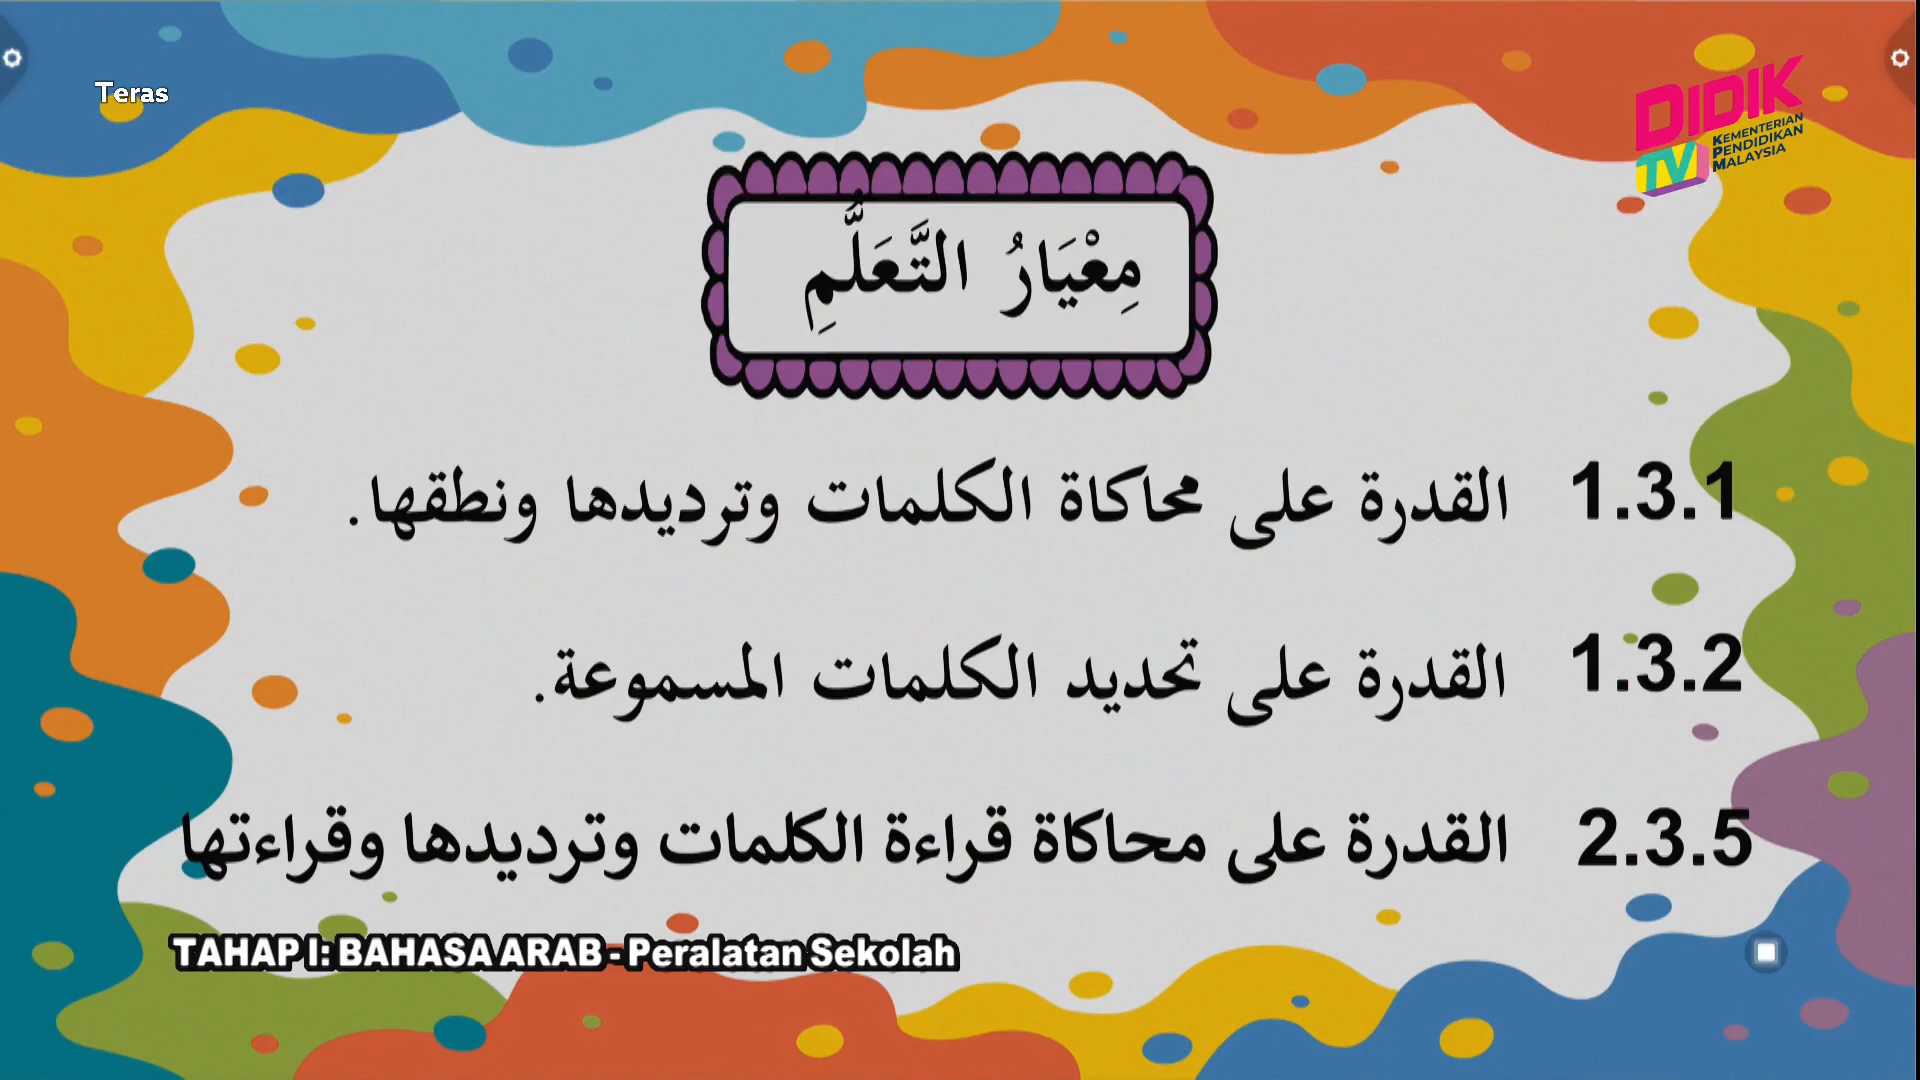 Teras
DIDIK
TV
KEMENTERIAN
PENDIDIKAN
MALAYSIA
مِعْيَارُ التَّعَلُّمِ
1.3.1 القدرة على محاكاة الكلمات وترديدها ونطقها.
1.3.2 القدرة على تحديد الكلمات المسموعة.
2.3.5 القدرة على محاكاة قراءة الكلمات وترديدها وقراءتها
TAHAP I: BAHASA ARAB - Peralatan Sekolah